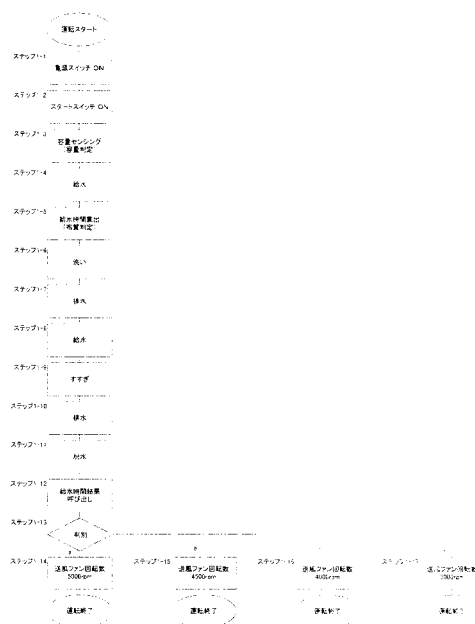 運転スタート
ステップ1-1
電源スイッチ ON
ステップ1-2
スタートスイッチ ON
ステップ1-3
容量センシング
容量判定
ステップ1-4
給水
ステップ1-5
給水時間算出
(布質判定)
ステップ1-6
洗い
ステップ1-7
排水
ステップ1-8
給水
ステップ1-9
すすぎ
ステップ1-10
排水
ステップ1-11
脱水
ステップ1-12
給水時間結果
呼び出し
ステップ1-13
判別
ステップ1-14
送風ファン回転数
ステップ1-15
送風ファン回転数
4500rpm
ステップ1-16
送風ファン回転数
4000rpm
送風ファン回転数
運転終了
運転終了
運転終了
運転終了